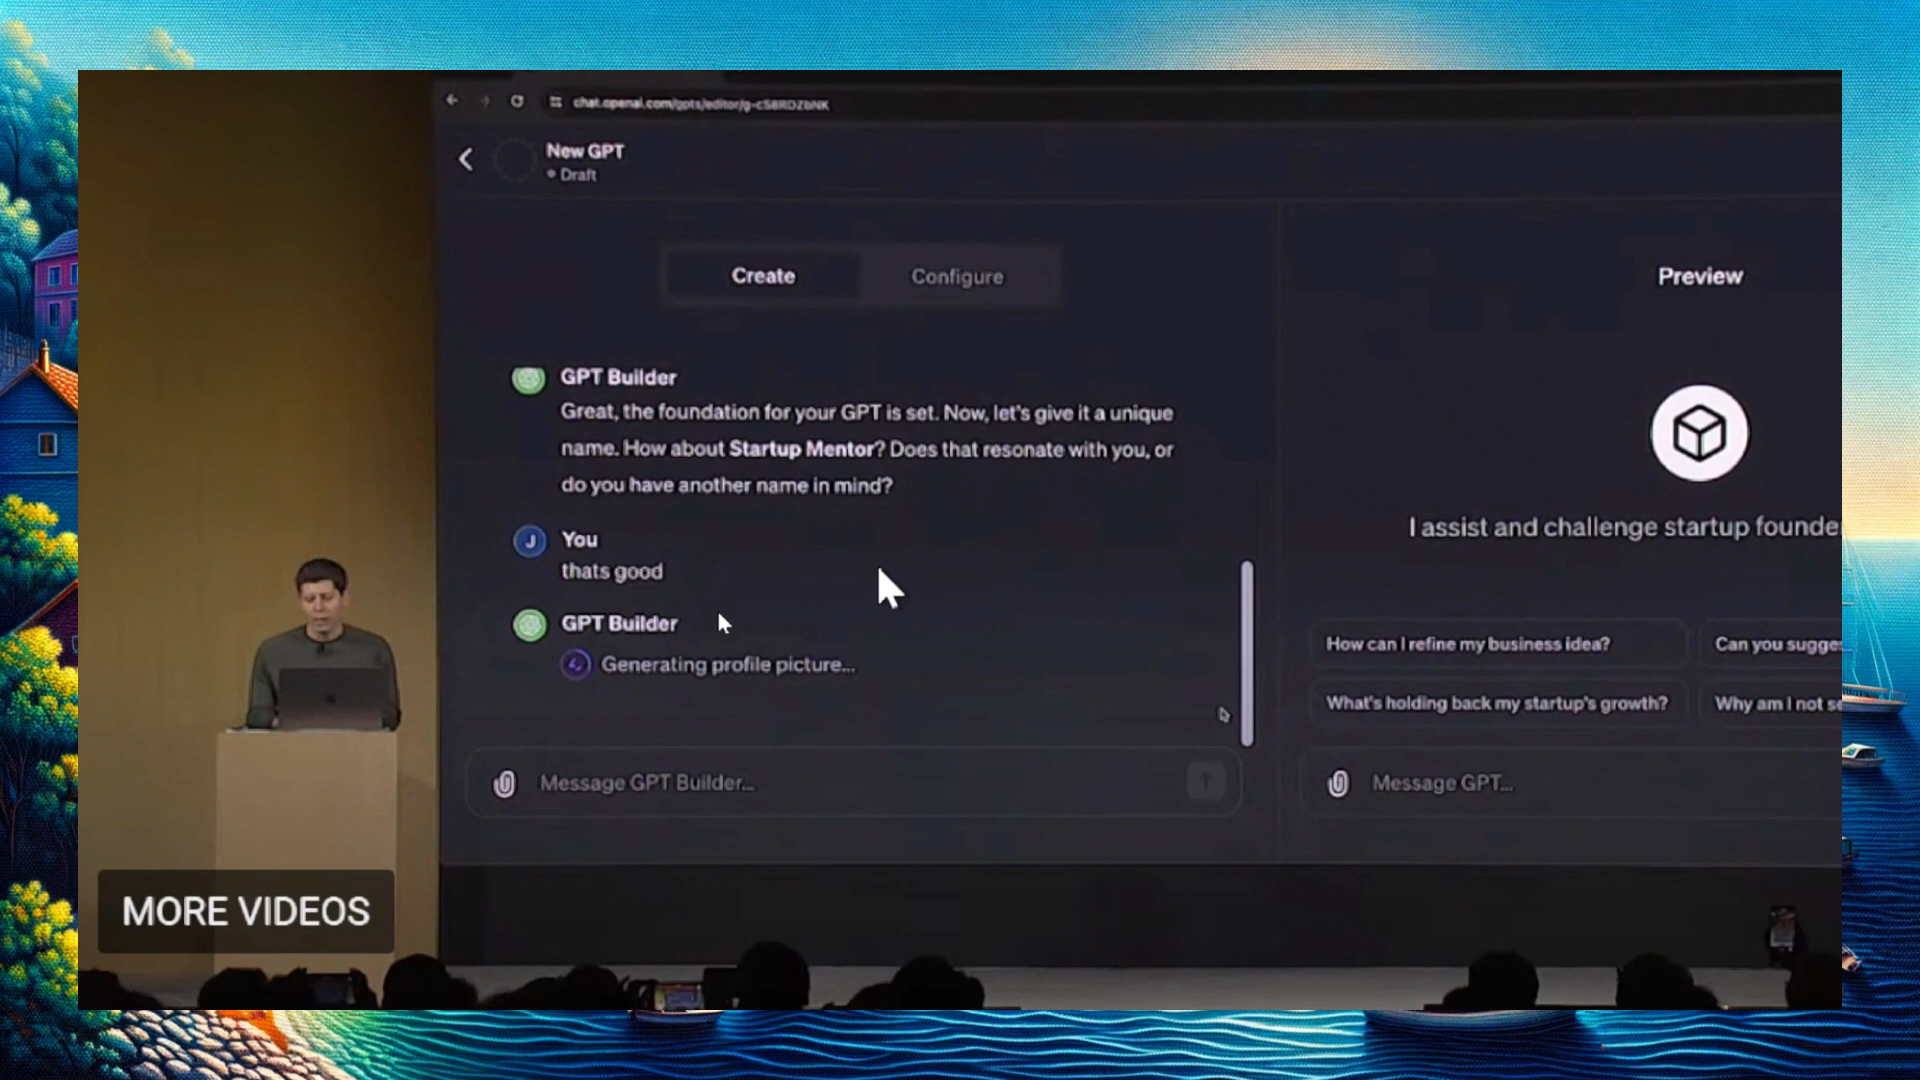 chat.openai.com/gpts/editor/g-cS8RDZbNK
New GPT
Draft
Create
Configure
Preview
GPT Builder
Great, the foundation for your GPT is set. Now, let's give it a unique
name. How about Startup Mentor? Does that resonate with you, or
do you have another name in mind?
J
You
thats good
GPT Builder
Generating profile picture...
Message GPT Builder...
I assist and challenge startup founde
How can I refine my business idea?
Can you sugge
What's holding back my startup's growth?
Why am I not se
Message GPT...
MORE VIDEOS